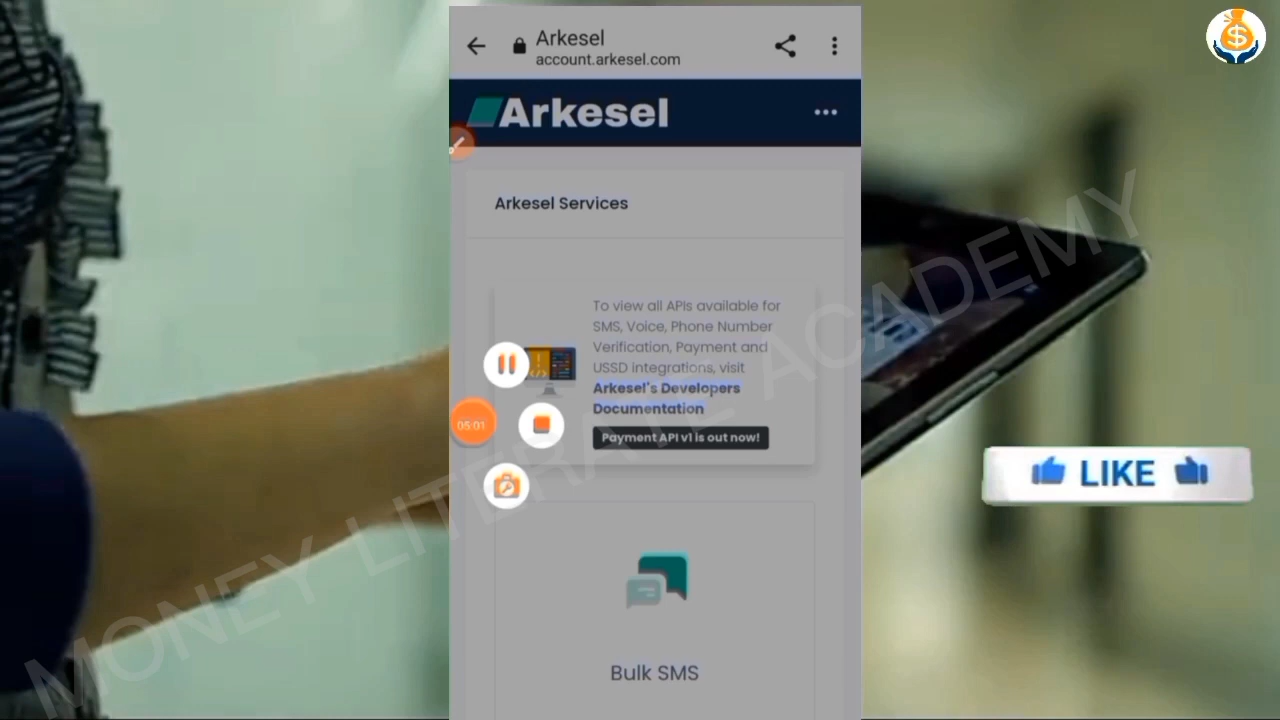 Arkesel
account.arkesel.com
Arkesel
Arkesel Services
To view all APIs available for
SMS, Voice, Phone Number
Verification, Payment and
USSD integrations, visit
Arkesel's Developers
Documentation
Payment API v1 is out now!
05:01
Bulk SMS
LIKE
MONEY LITERATE ACADEMY